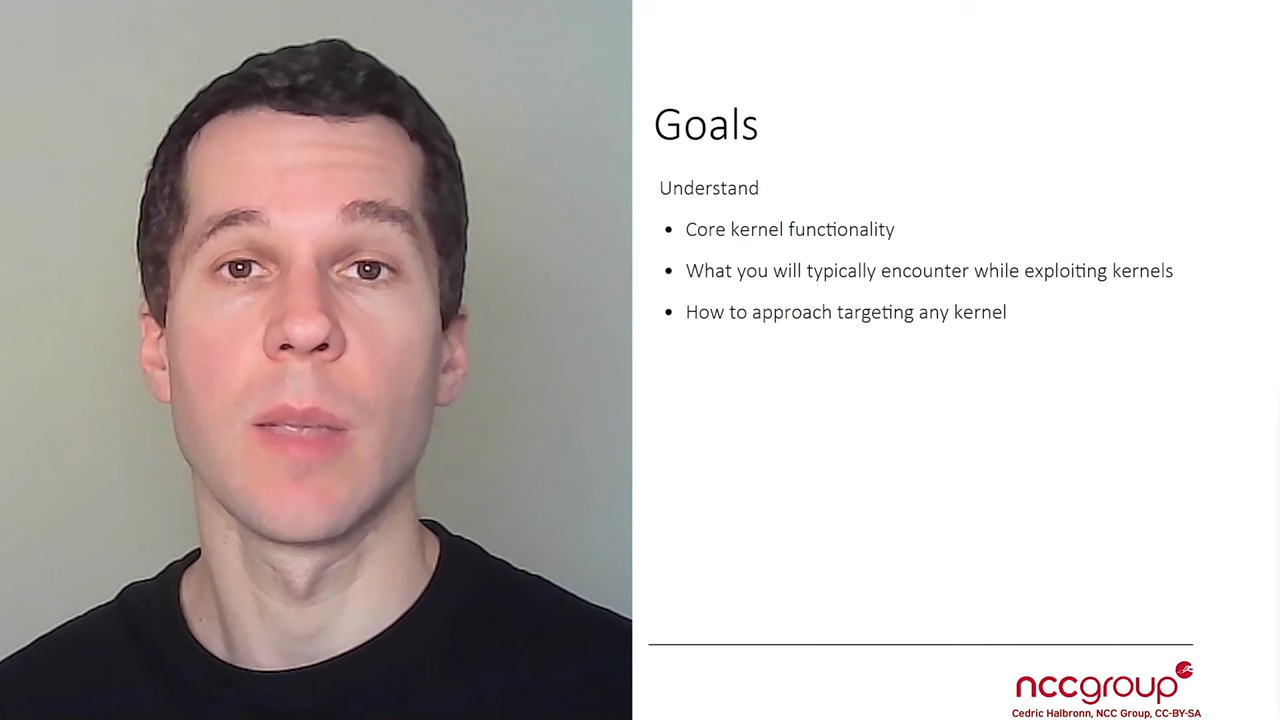 Goals
Understand
• Core kernel functionality
• What you will typically encounter while exploiting kernels
• How to approach targeting any kernel
nccgroup
Cedric Halbronn, NCC Group, CC-BY-SA